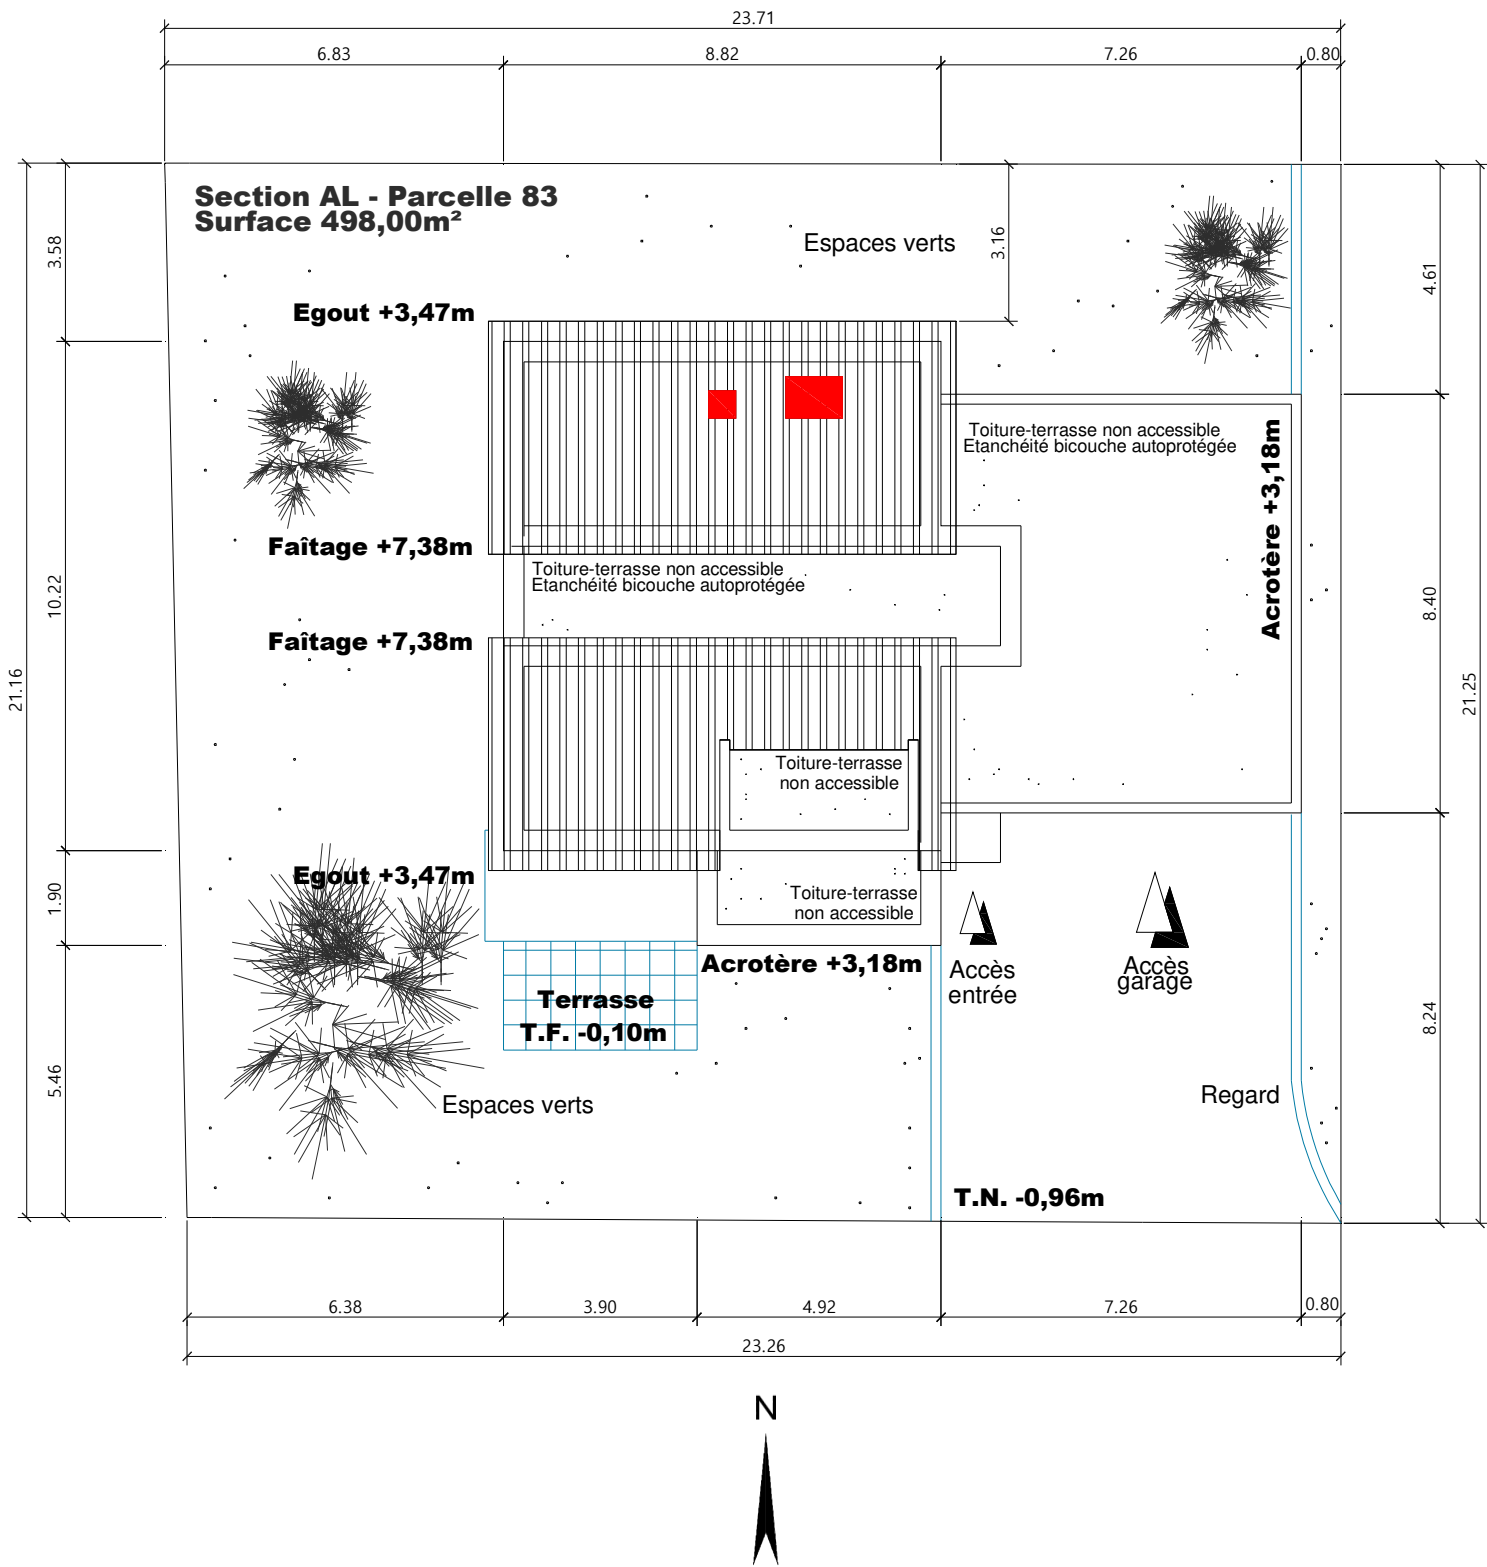 23.71
6.83
8.82
7.26
0.80
Section AL - Parcelle 83
Surface 498,00m²
Espaces verts
3.58
3.16
4.61
Egout +3,47m
Toiture-terrasse non accessible
Etanchéité bicouche autoprotégée
Acrotère +3,18m
Faîtage +7,38m
Toiture-terrasse non accessible
Etanchéité bicouche autoprotégée
10.22
8.40
Faîtage +7,38m
21.16
21.25
Toiture-terrasse
non accessible
Egout +3,47m
1.90
Toiture-terrasse
non accessible
Acrotère +3,18m
Accès
entrée
Accès
garage
Terrasse
T.F. -0,10m
8.24
5.46
Espaces verts
Regard
T.N. -0,96m
6.38
3.90
4.92
7.26
0.80
23.26
N